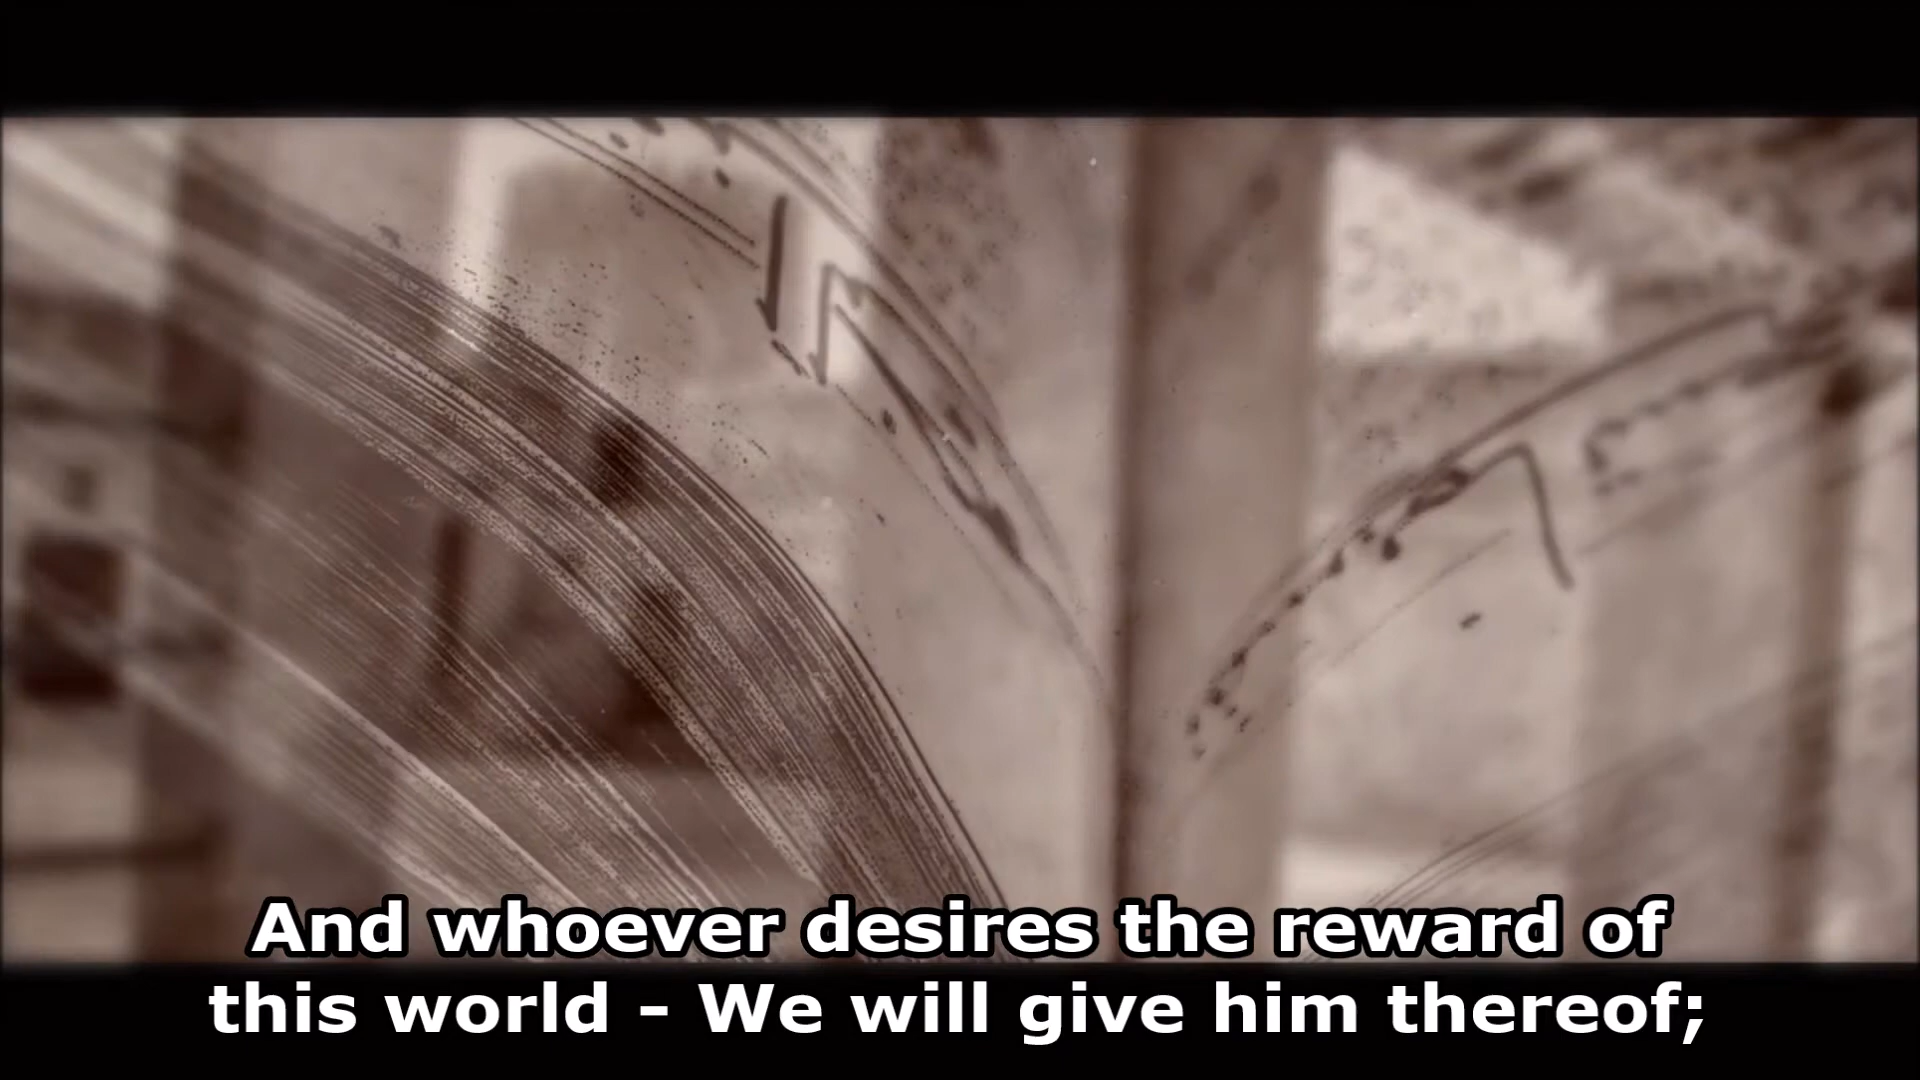 And whoever desires the reward of
this world – We will give him thereof;